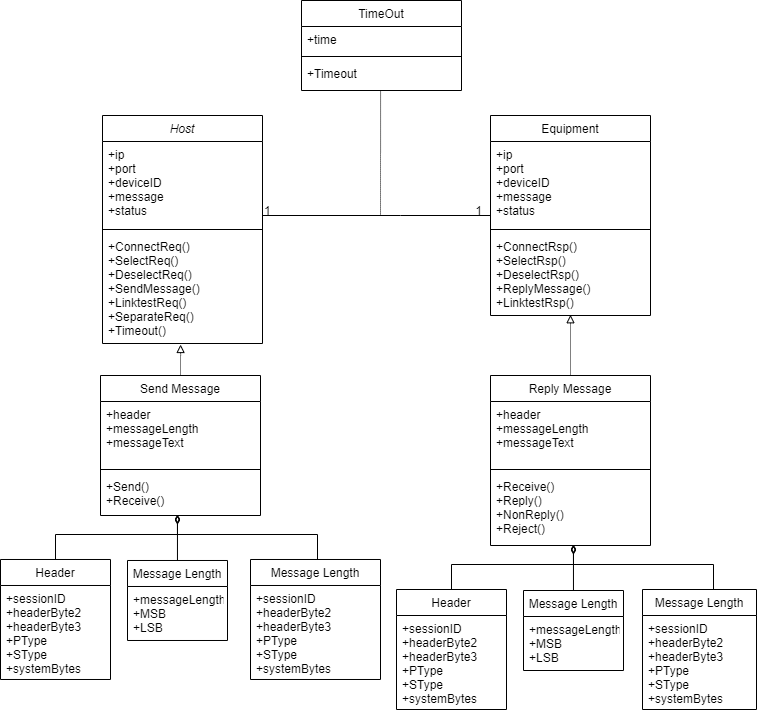 TimeOut
+time
+Timeout
Host
+ip
+port
+deviceID
+message
+status
+ConnectReq()
+SelectReq()
+DeselectReq()
+SendMessage()
+LinktestReq()
+SeparateReq()
+Timeout()
1
1
Equipment
+ip
+port
+deviceID
+message
+status
+ConnectRsp()
+SelectRsp()
+DeselectRsp()
+ReplyMessage()
+LinktestRsp()
Send Message
+header
+messageLength
+messageText
+Send()
+Receive()
Reply Message
+header
+messageLength
+messageText
+Receive()
+Reply()
+NonReply()
+Reject()
Header
+sessionID
+headerByte2
+headerByte3
+PType
+SType
+systemBytes
Message Length
+messageLength
+MSB
+LSB
Message Length
+sessionID
+headerByte2
+headerByte3
+PType
+SType
+systemBytes
Header
+sessionID
+headerByte2
+headerByte3
+PType
+SType
+systemBytes
Message Length
+messageLength
+MSB
+LSB
Message Length
+sessionID
+headerByte2
+headerByte3
+PType
+SType
+systemBytes